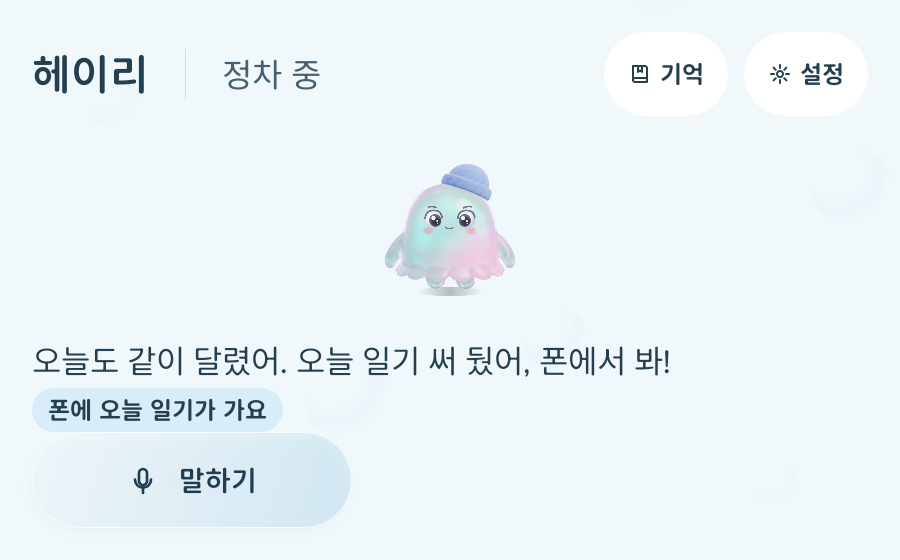 헤이리
정차 중
기억
설정
오늘도 같이 달렸어. 오늘 일기 써 뒀어, 폰에서 봐!
폰에 오늘 일기가 가요
말하기